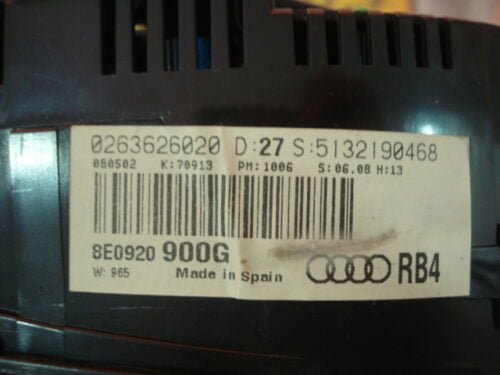 0263626020 D:27 S:5132190468
080502 K:70913 PM:1006 S:06.08 H:13
8E0920 900G RB4
W: 965 Made in Spain